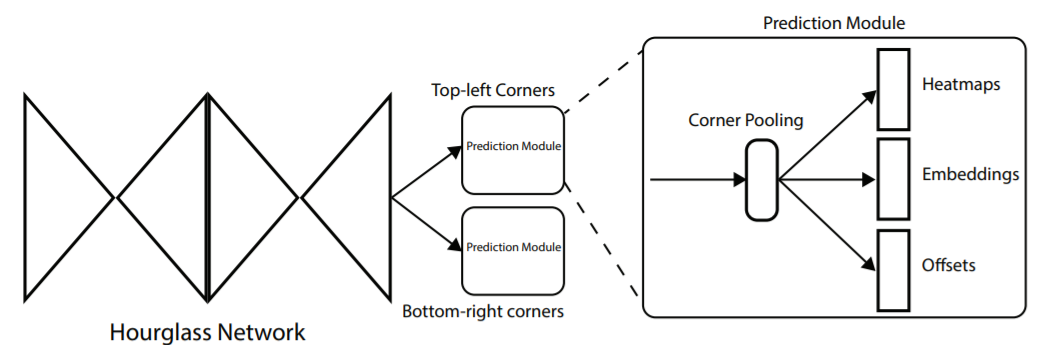 Prediction Module
Top-left Corners
Prediction Module
Prediction Module
Bottom-right corners
Hourglass Network
Corner Pooling
Heatmaps
Embeddings
Offsets